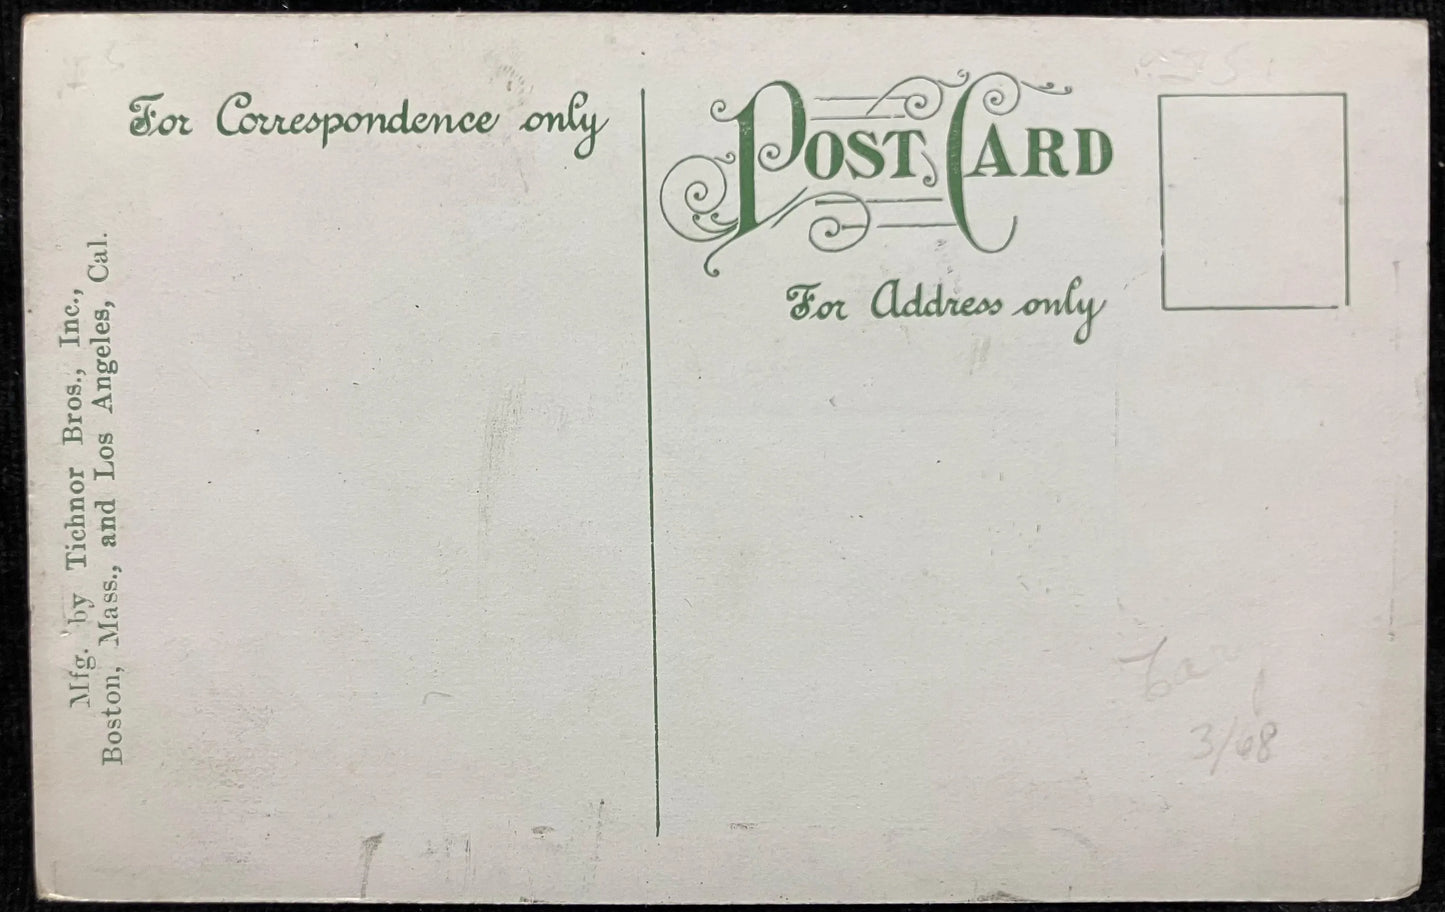 For Correspondence only
POST CARD
For Address only
Mfg. by Tichnor Bros., Inc.,
Boston, Mass., and Los Angeles, Cal.
3/68